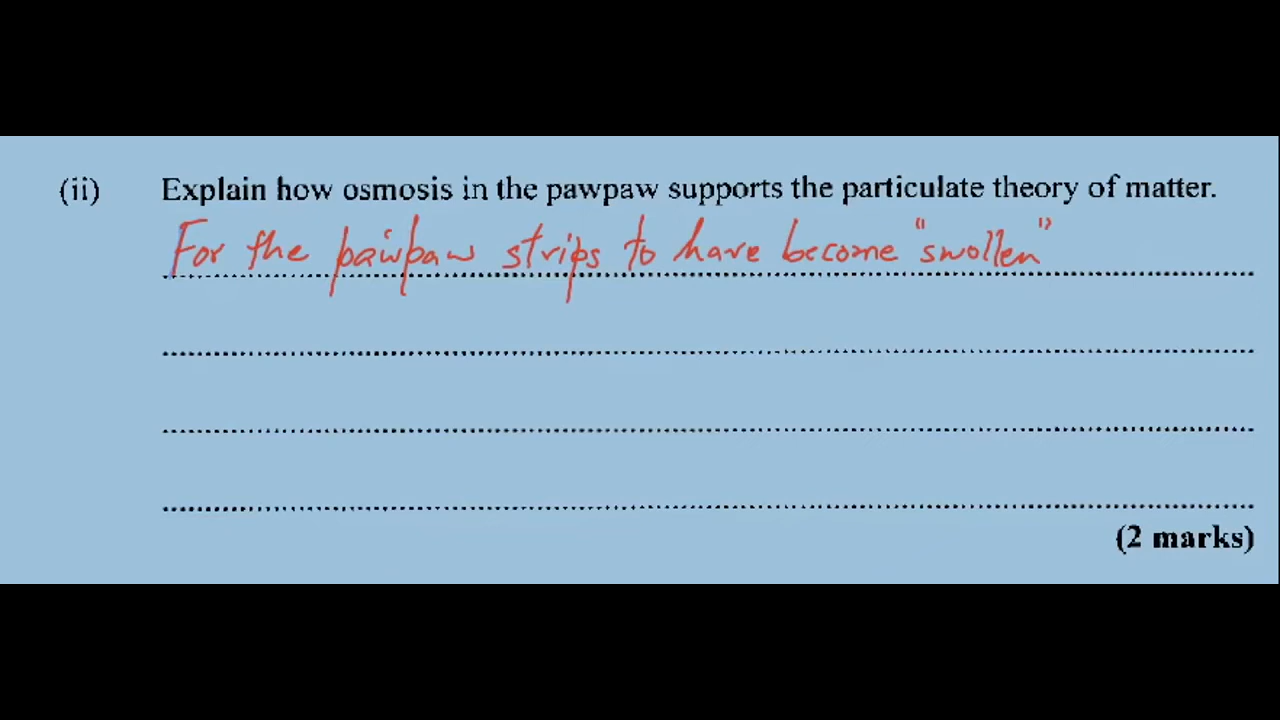 (ii) Explain how osmosis in the pawpaw supports the particulate theory of matter.
For the pawpaw strips to have become "swollen"
(2 marks)